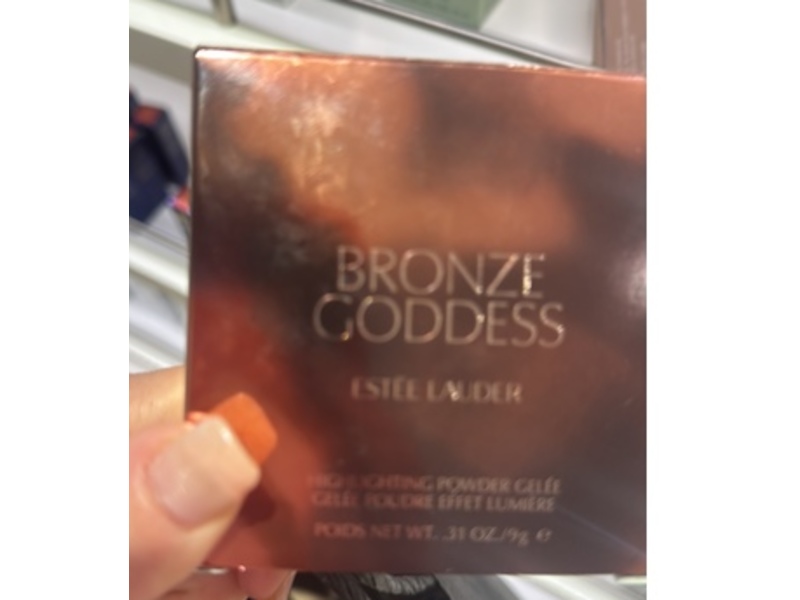 BRONZE
GODDESS
ESTÉE LAUDER
HIGHLIGHTING POWDER GELÉE
GELÉE POUDRE EFFET LUMIÈRE
POIDS NET WT. .31 OZ./9g ℮